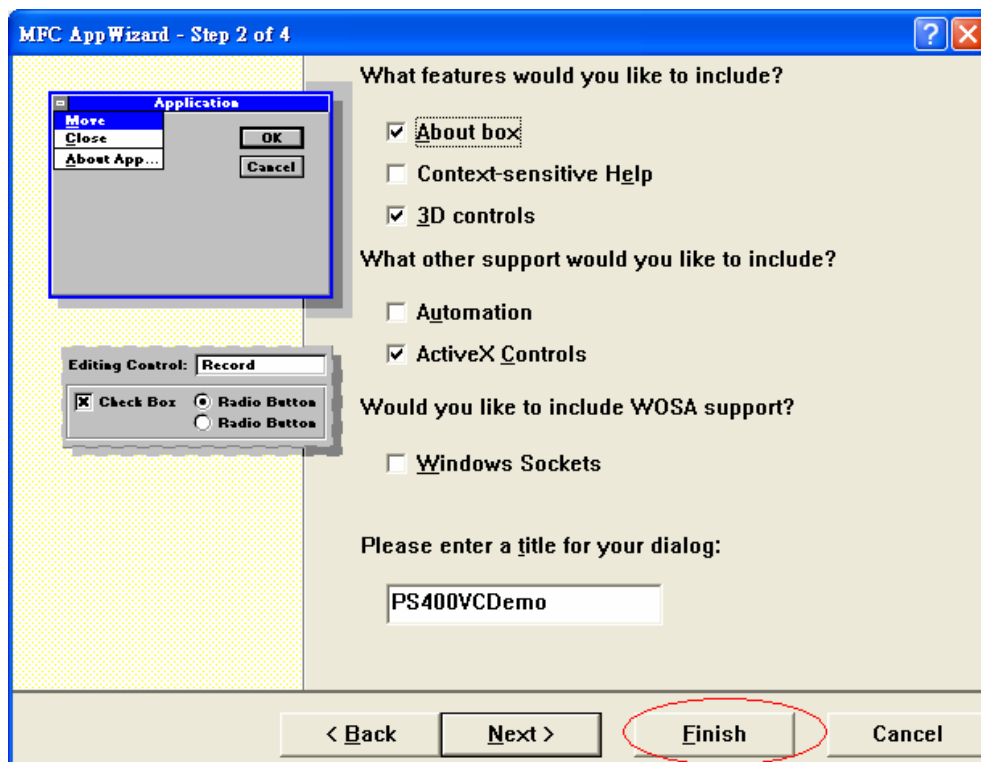 MFC AppWizard - Step 2 of 4
Application
Move
Close
About App...
OK
Cancel
Editing Control: Record
Check Box
Radio Button
Radio Button
What features would you like to include?
About box
Context-sensitive Help
3D controls
What other support would you like to include?
Automation
ActiveX Controls
Would you like to include WOSA support?
Windows Sockets
Please enter a title for your dialog:
PS400VCDemo
< Back
Next >
Finish
Cancel